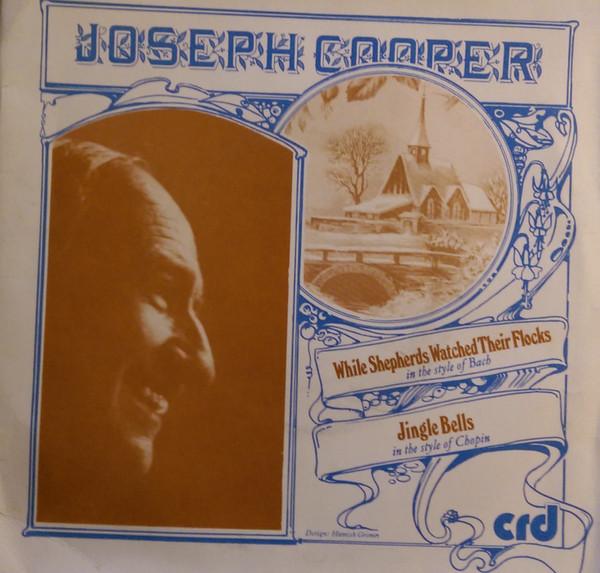 JOSEPH COOPER
While Shepherds Watched Their Flocks
in the style of Bach
Jingle Bells
in the style of Chopin
Design: Hamish Grimes
crd